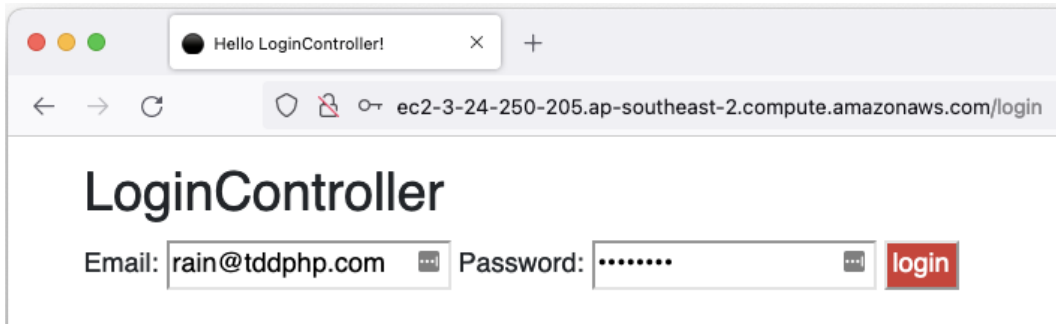 Hello LoginController!
ec2-3-24-250-205.ap-southeast-2.compute.amazonaws.com/login
LoginController
Email: rain@tddphp.com Password: •••••••• login